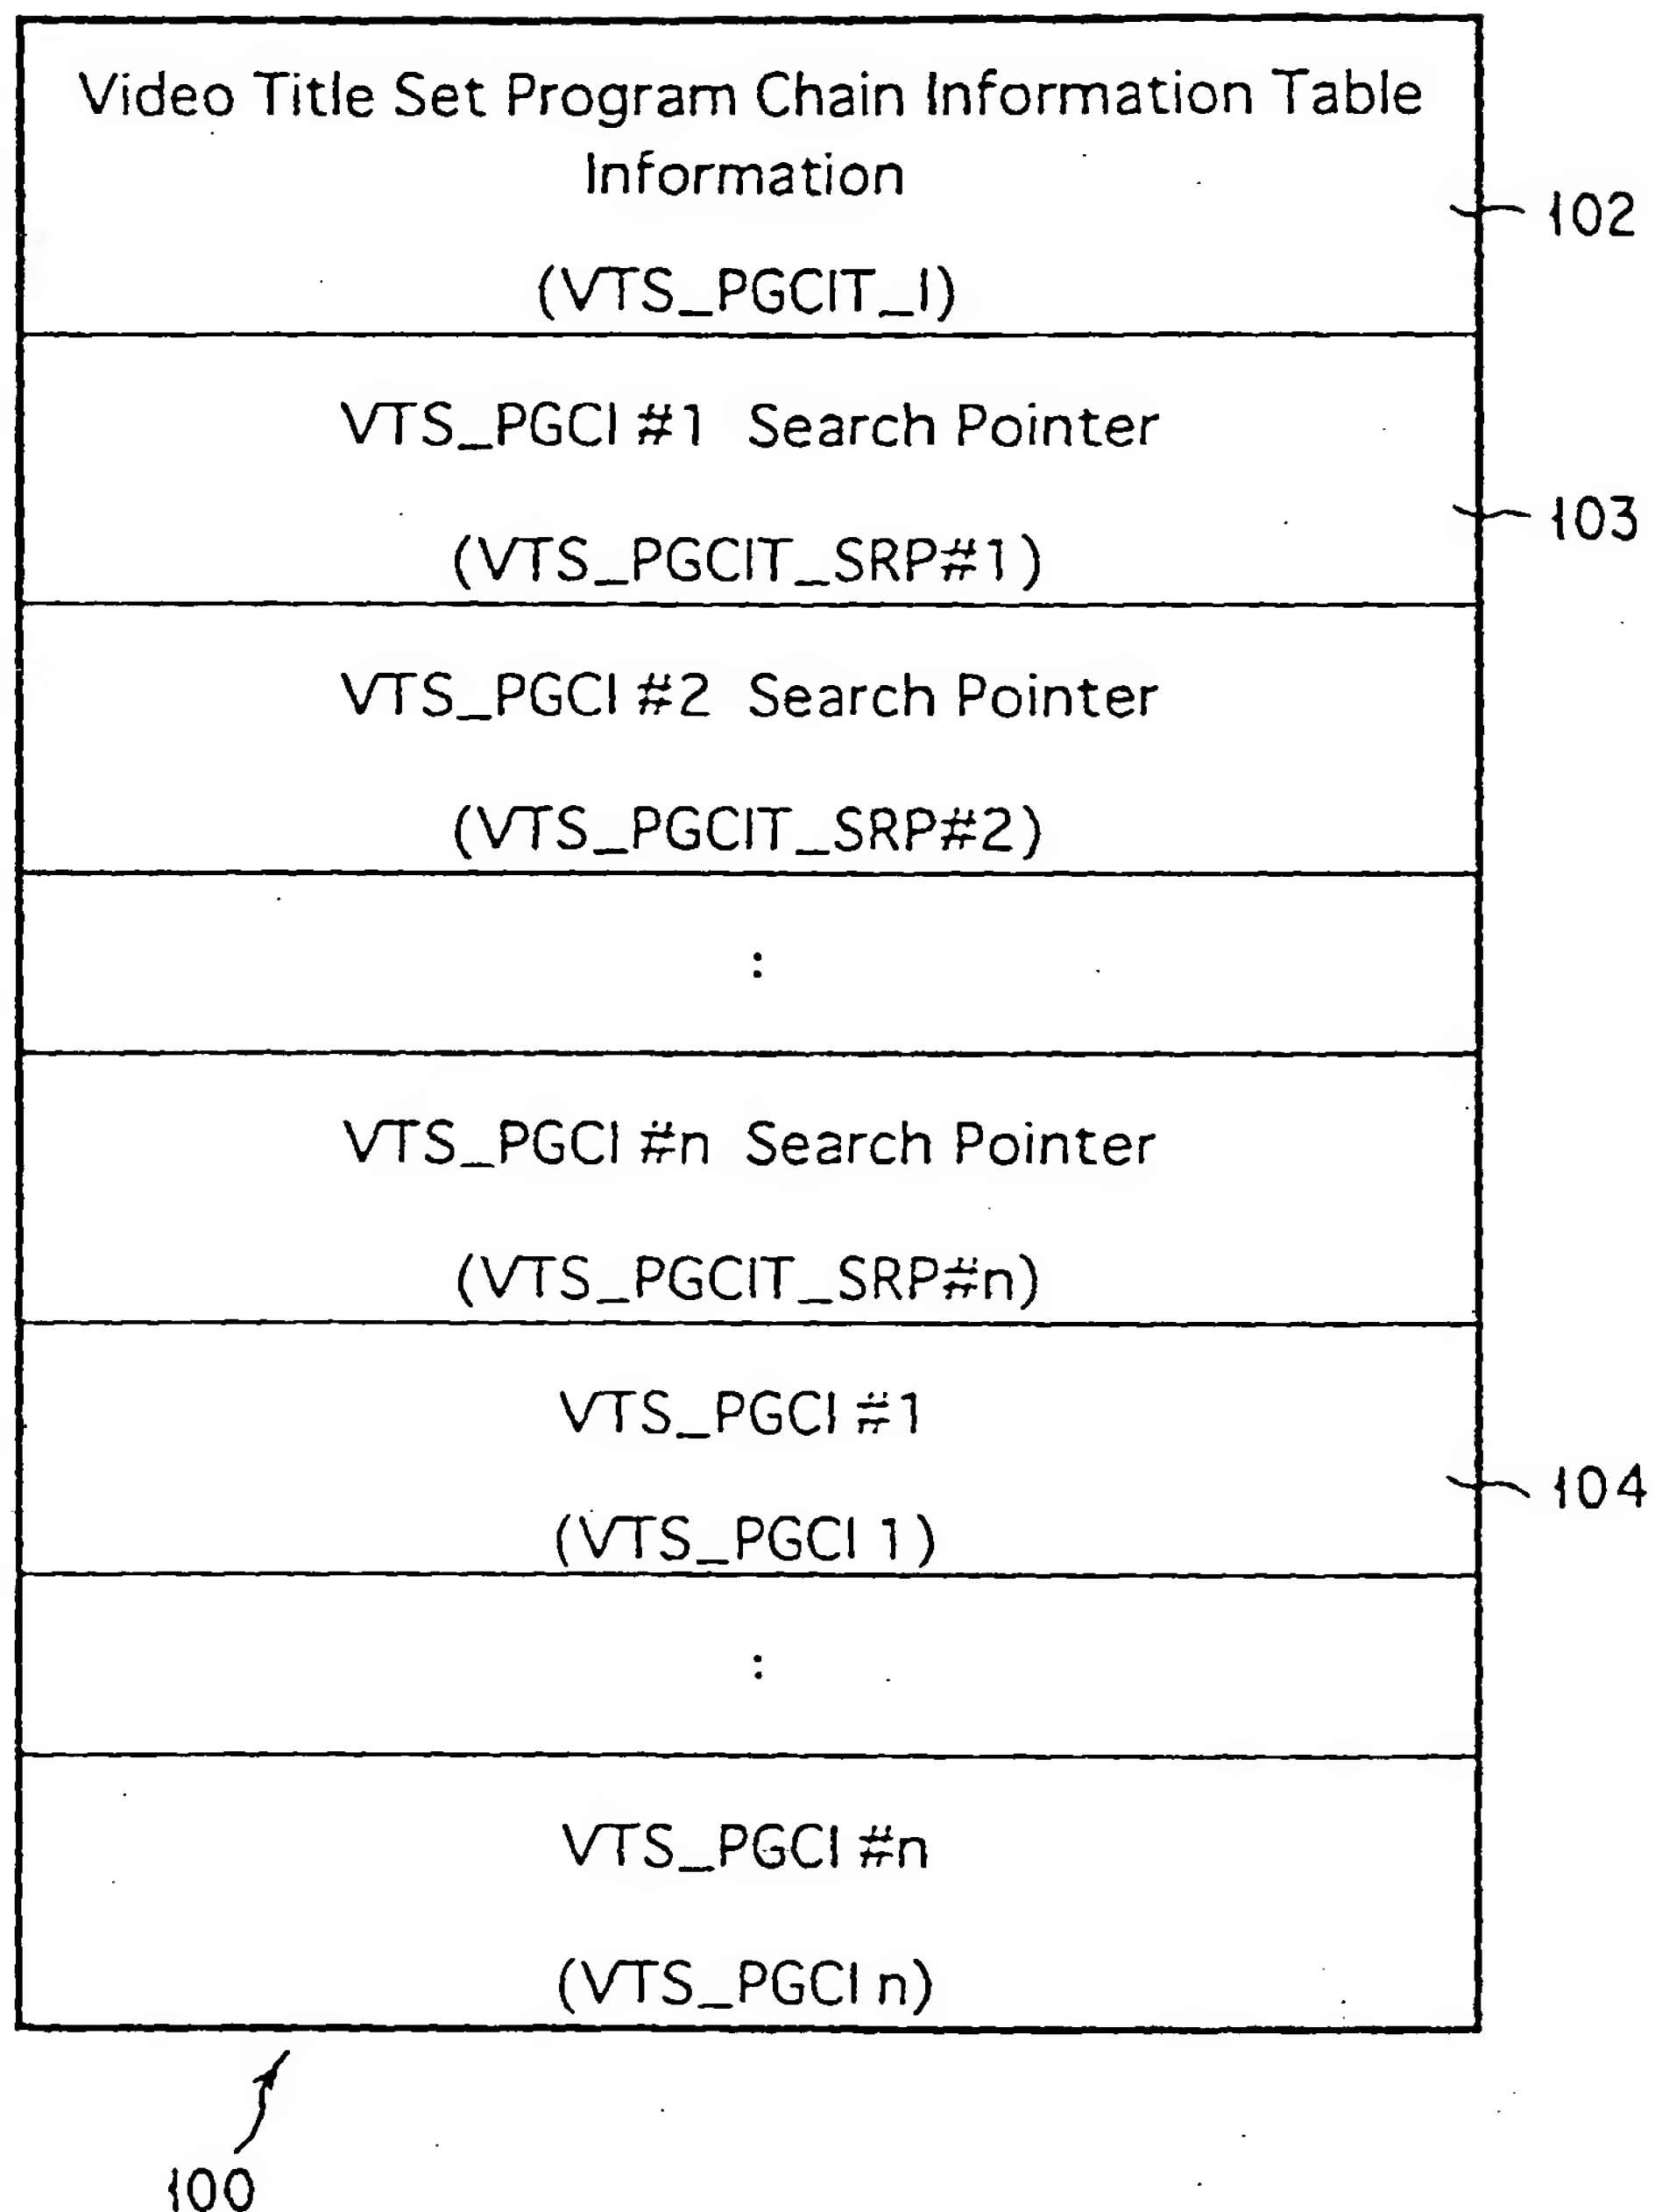 Video Title Set Program Chain Information Table
Information
(VTS_PGCIT_I)
102
VTS_PGCI #1 Search Pointer
(VTS_PGCIT_SRP#1)
103
VTS_PGCI #2 Search Pointer
(VTS_PGCIT_SRP#2)
:
VTS_PGCI #n Search Pointer
(VTS_PGCIT_SRP#n)
VTS_PGCI #1
(VTS_PGCI 1)
104
:
VTS_PGCI #n
(VTS_PGCI n)
100